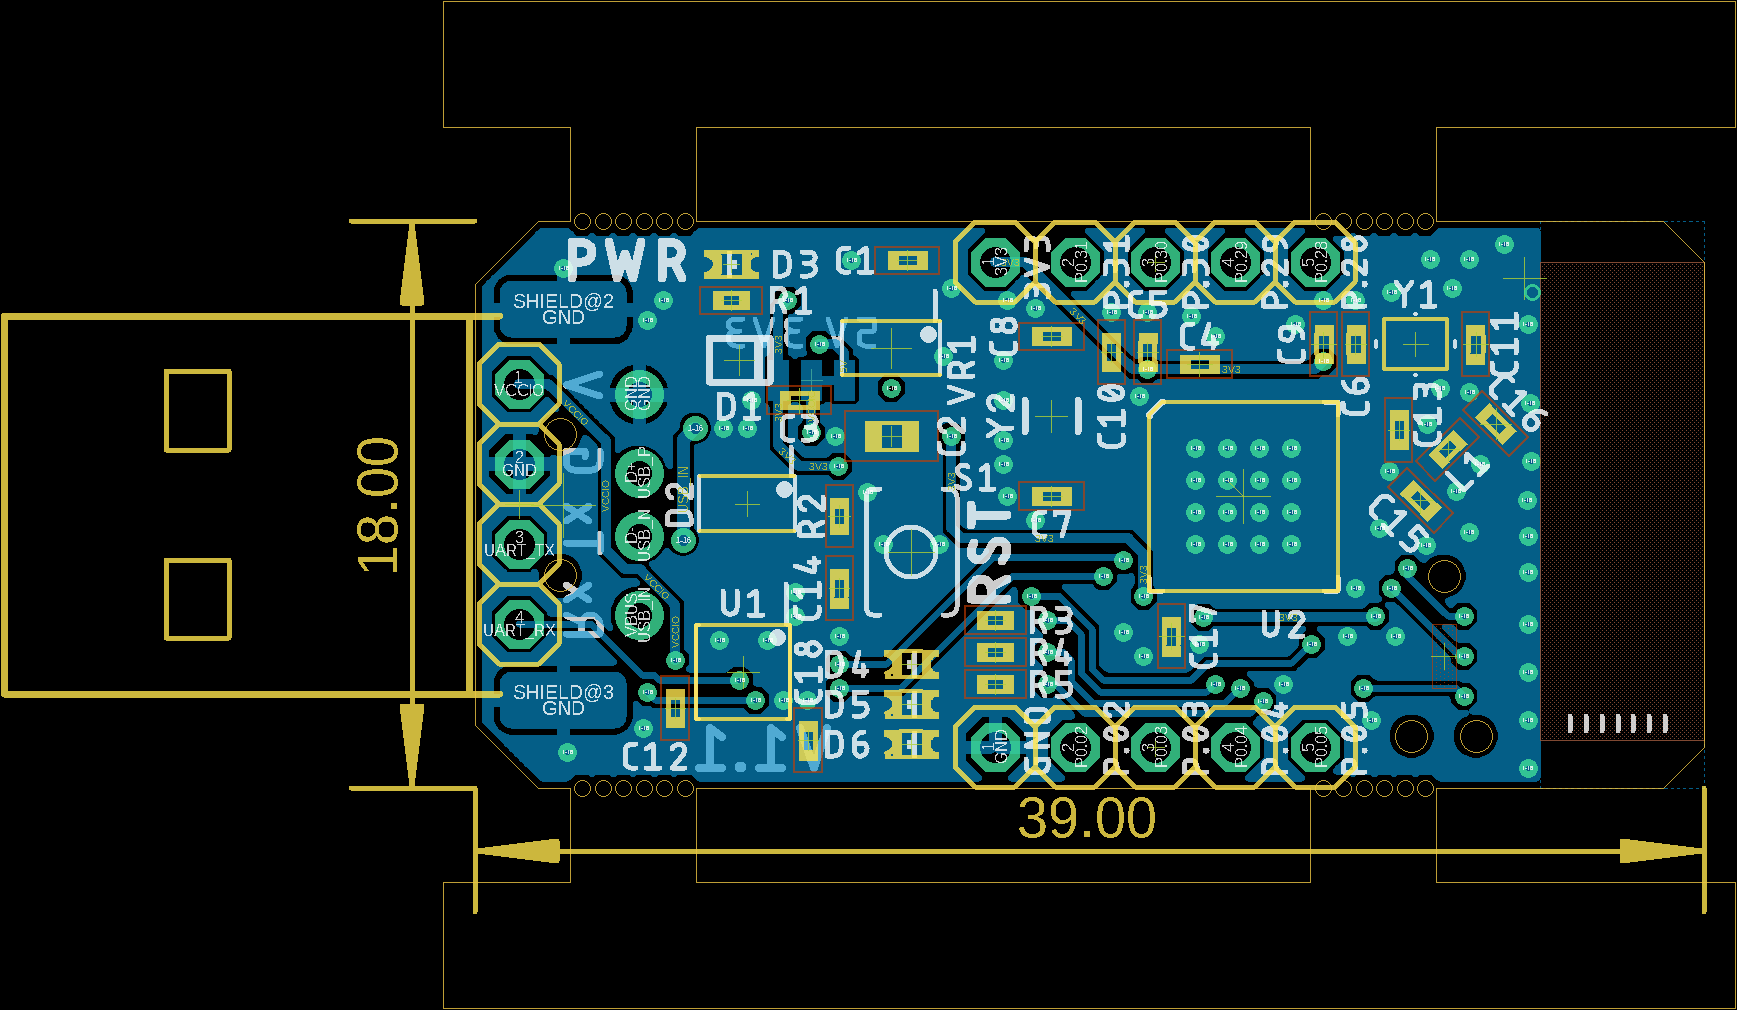 PWR
D3
C1
R1
SHIELD@2
GND
5V 3V3
1
3V3
3V3
2
P0.31
P.31
3
P0.30
P.30
4
P0.29
P.29
5
P0.28
P.28
C5
C4
C8
C10
C9
C6
Y1
C11
C13
C16
L1
C15
VR1
C2
C3
D1
Y2
S1
C7
RST
D2
R2
C14
U1
C18
1
VCCIO
2
GND
3
UART_TX
4
UART_RX
V
G
Tx
Rx
GND
GND
D+
USB_P
D-
USB_N
VBUS
USB_IN
VCCIO
3V3
18.00
R3
R4
R5
U2
C17
D4
D5
D6
SHIELD@3
GND
C12
V1.1
1
GND
GND
2
P0.02
P.02
3
P0.03
P.03
4
P0.04
P.04
5
P0.05
P.05
39.00